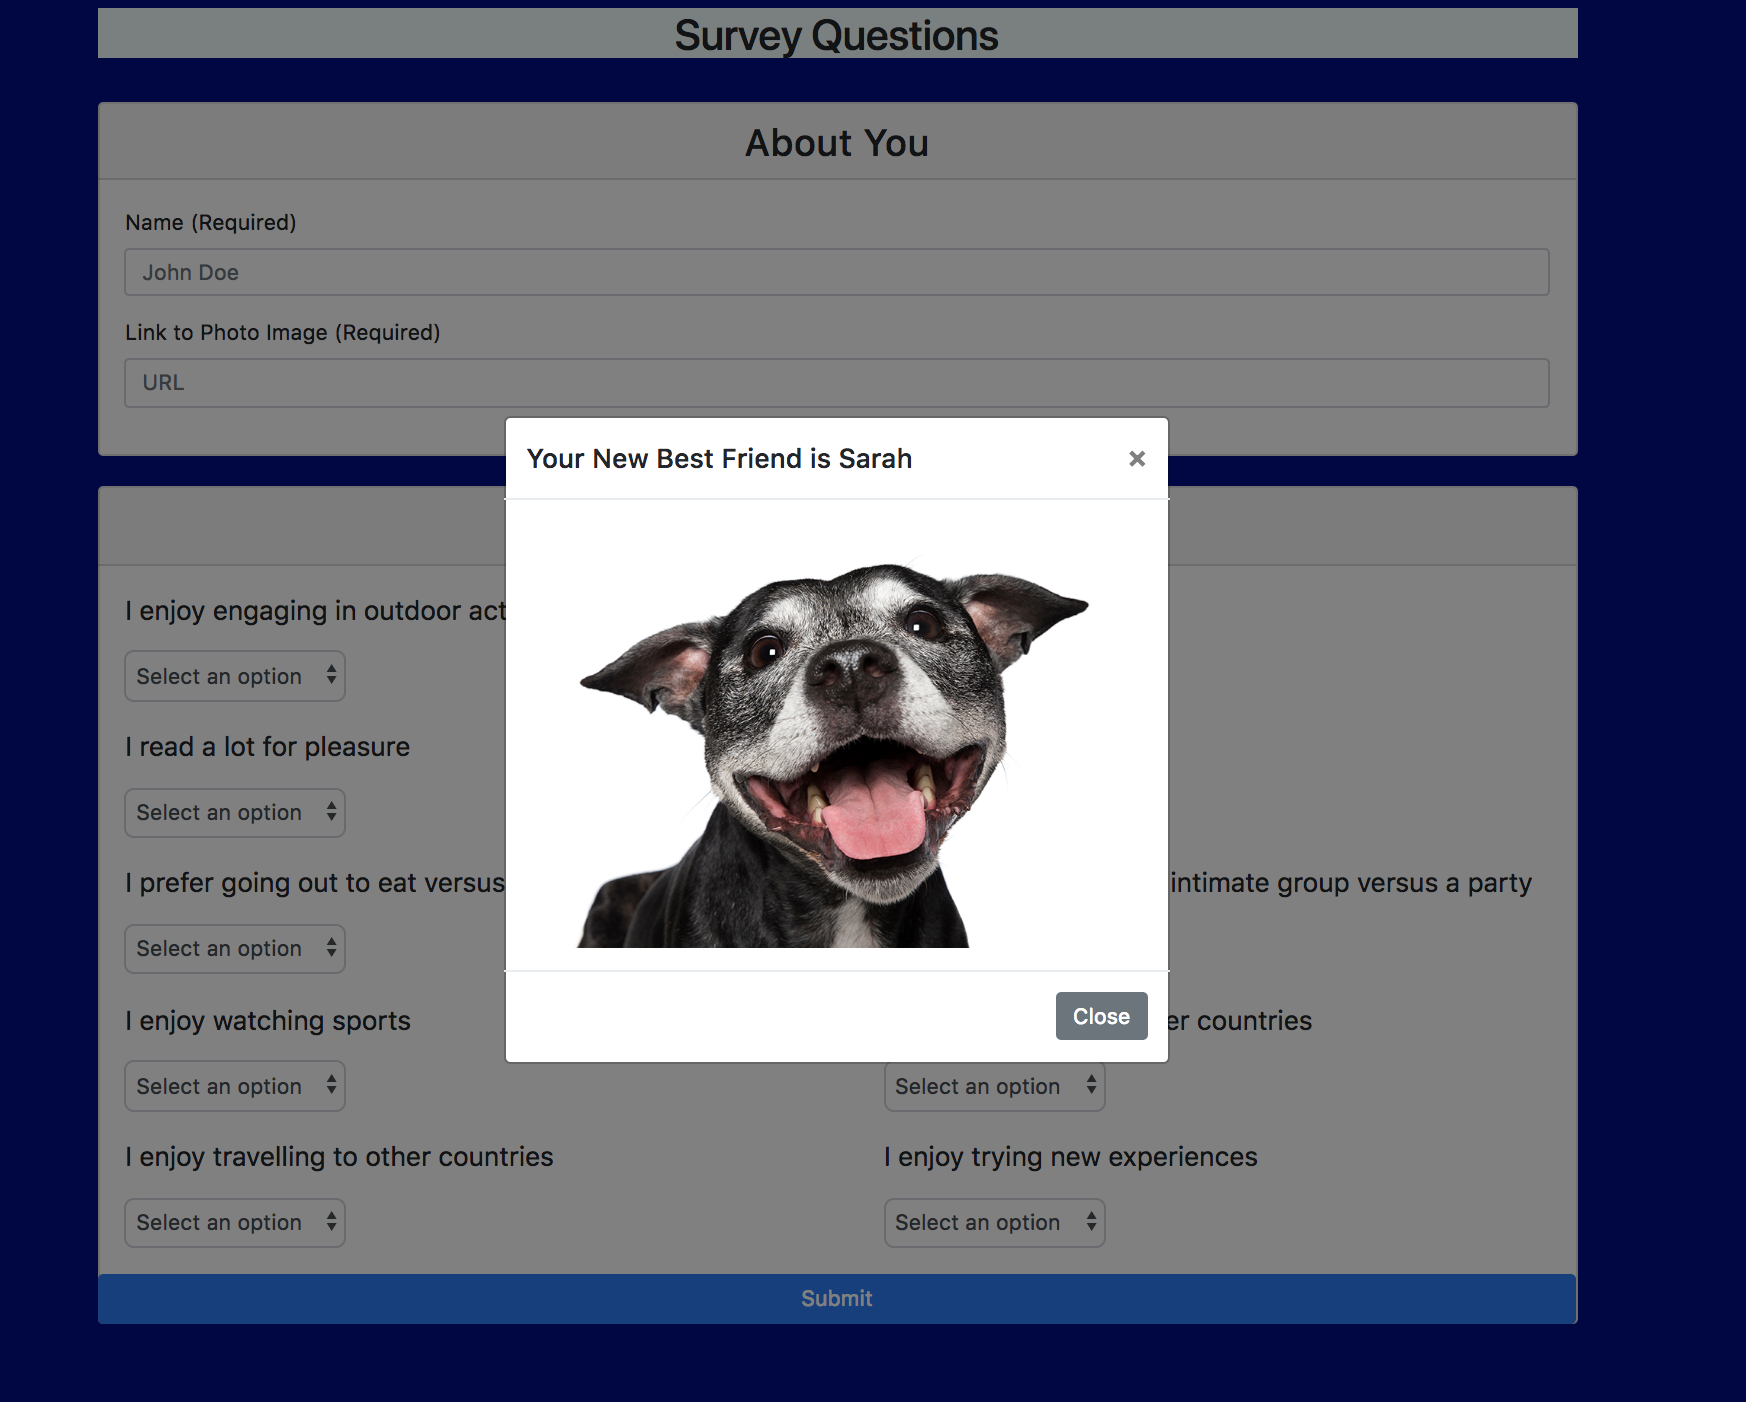 Survey Questions
About You
Name (Required)
John Doe
Link to Photo Image (Required)
URL
Your New Best Friend is Sarah
×
I enjoy engaging in outdoor
Select an option
I read a lot for pleasure
Select an option
I prefer going out to eat versus
intimate group versus a party
Select an option
I enjoy watching sports
countries
Close
Select an option
Select an option
I enjoy travelling to other countries
I enjoy trying new experiences
Select an option
Select an option
Submit